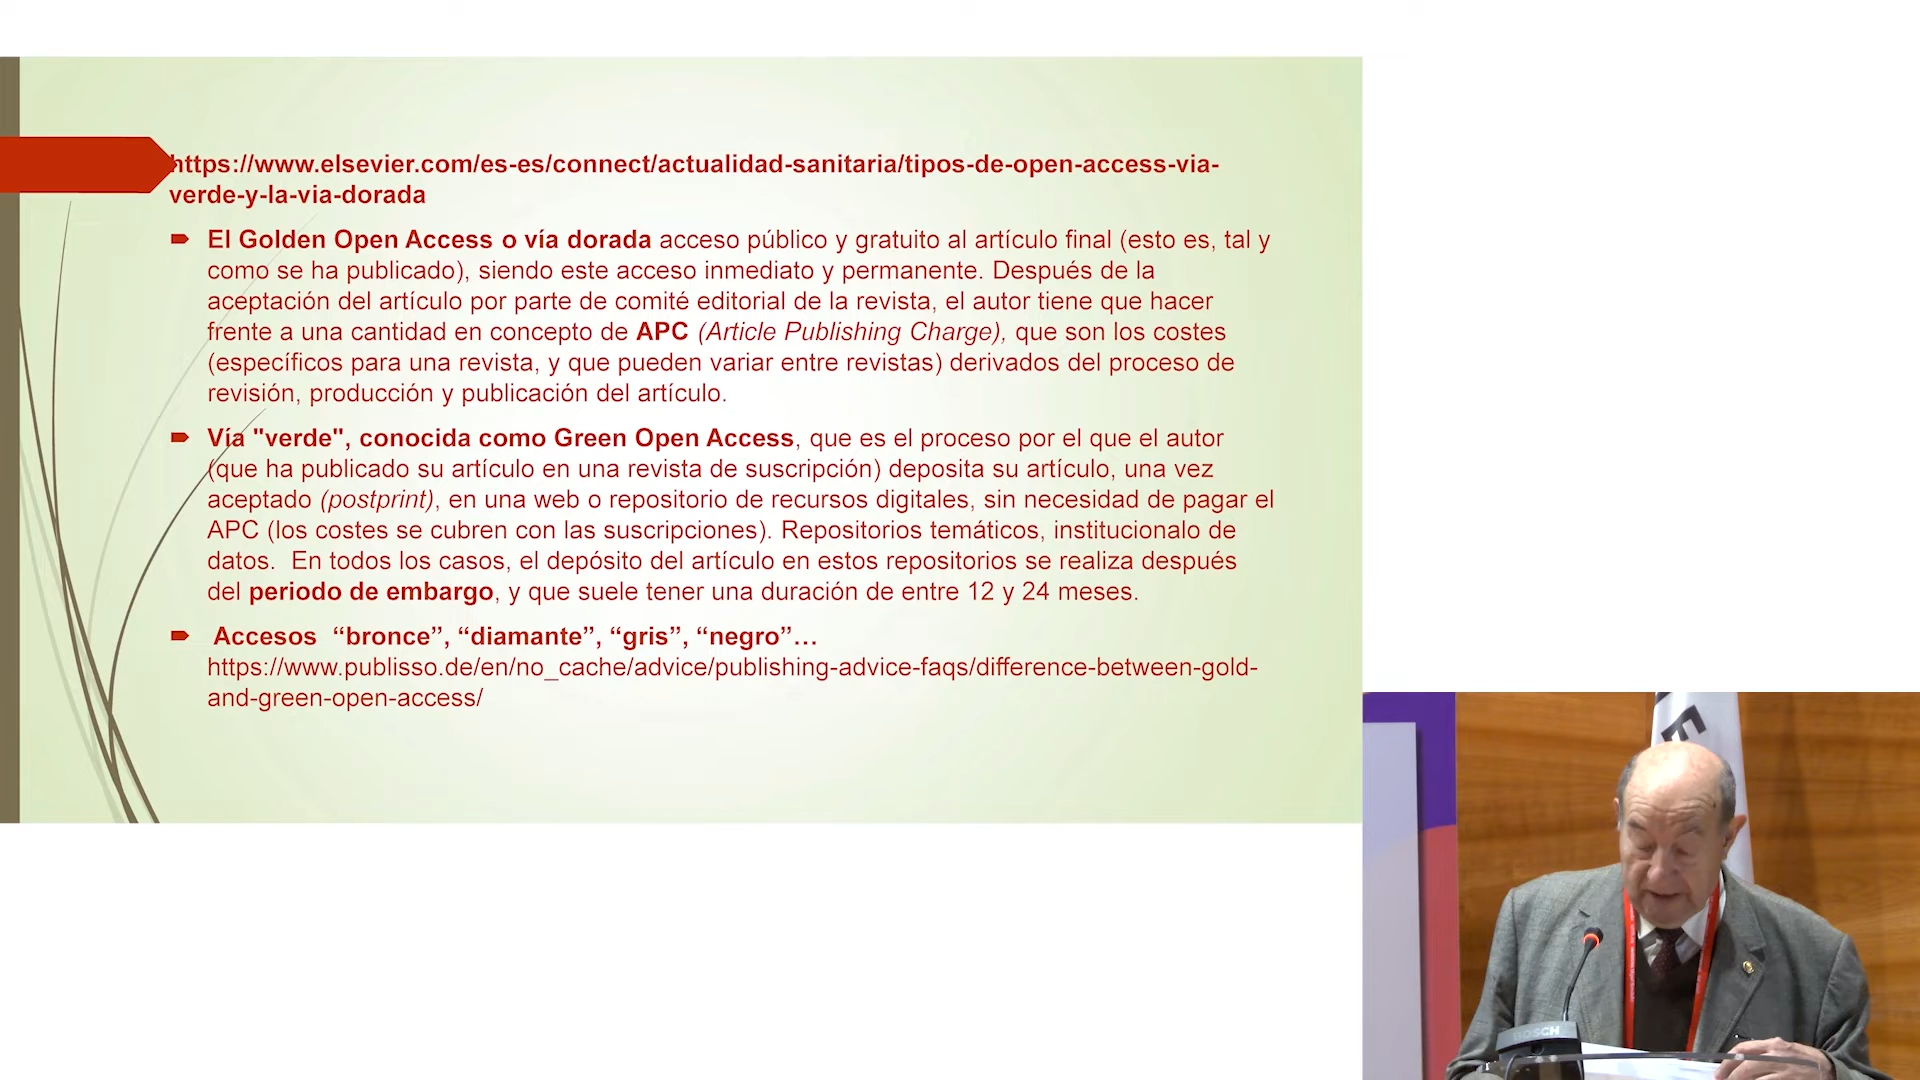 https://www.elsevier.com/es-es/connect/actualidad-sanitaria/tipos-de-open-access-via-
verde-y-la-via-dorada
El Golden Open Access o vía dorada acceso público y gratuito al artículo final (esto es, tal y
como se ha publicado), siendo este acceso inmediato y permanente. Después de la
aceptación del artículo por parte de comité editorial de la revista, el autor tiene que hacer
frente a una cantidad en concepto de APC (Article Publishing Charge), que son los costes
(específicos para una revista, y que pueden variar entre revistas) derivados del proceso de
revisión, producción y publicación del artículo.
Vía "verde", conocida como Green Open Access, que es el proceso por el que el autor
(que ha publicado su artículo en una revista de suscripción) deposita su artículo, una vez
aceptado (postprint), en una web o repositorio de recursos digitales, sin necesidad de pagar el
APC (los costes se cubren con las suscripciones). Repositorios temáticos, institucionalo de
datos.  En todos los casos, el depósito del artículo en estos repositorios se realiza después
del periodo de embargo, y que suele tener una duración de entre 12 y 24 meses.
Accesos  “bronce”, “diamante”, “gris”, “negro”…
https://www.publisso.de/en/no_cache/advice/publishing-advice-faqs/difference-between-gold-
and-green-open-access/
BOSCH